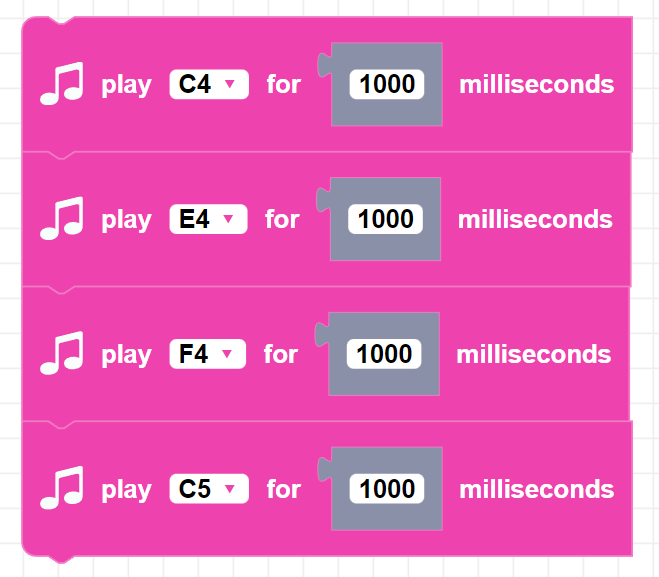 play C4 for 1000 milliseconds
play E4 for 1000 milliseconds
play F4 for 1000 milliseconds
play C5 for 1000 milliseconds